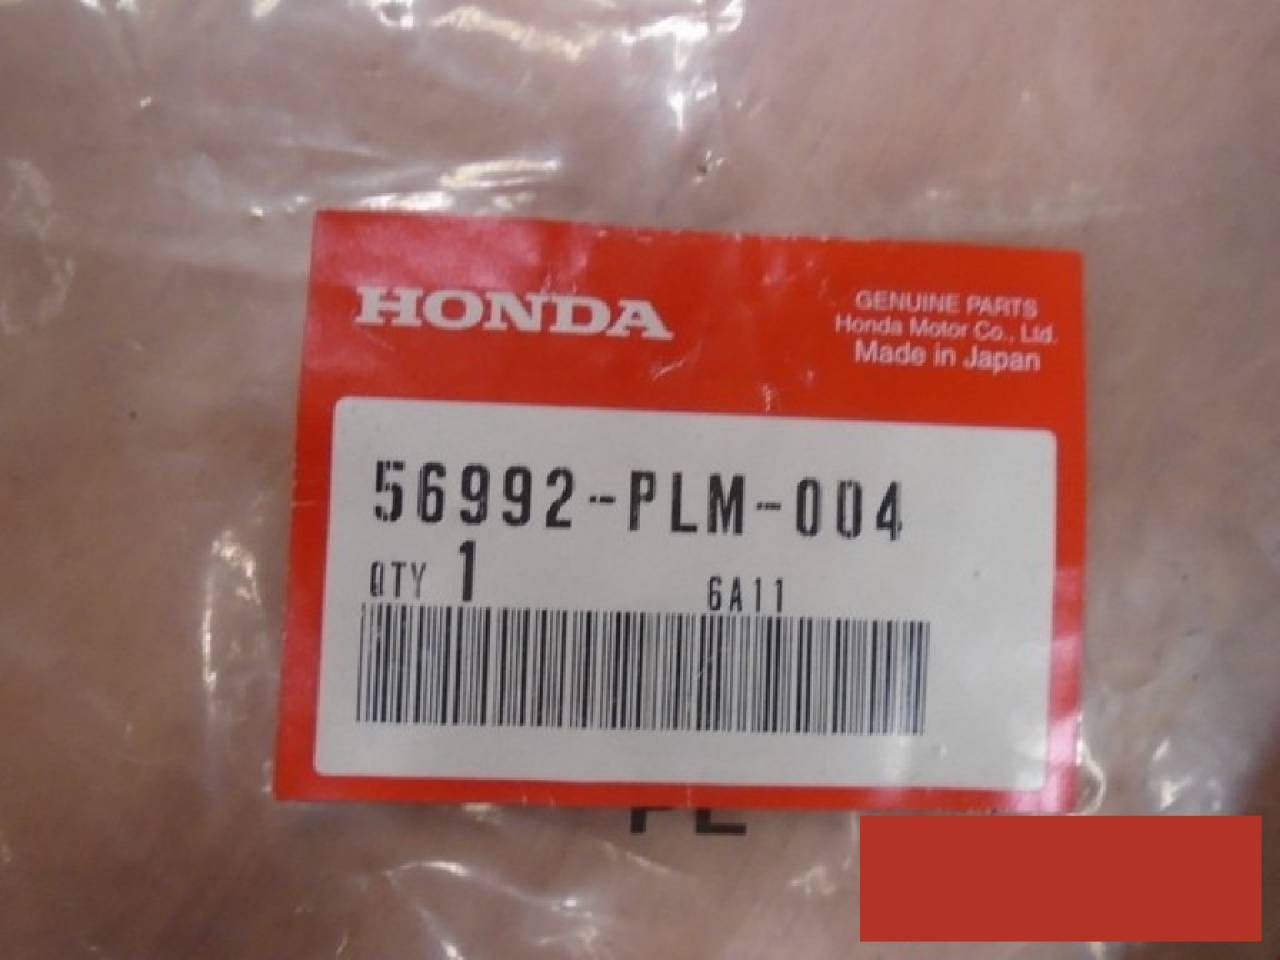 HONDA
GENUINE PARTS
Honda Motor Co., Ltd.
Made in Japan
56992-PLM-004
QTY 1 6A11